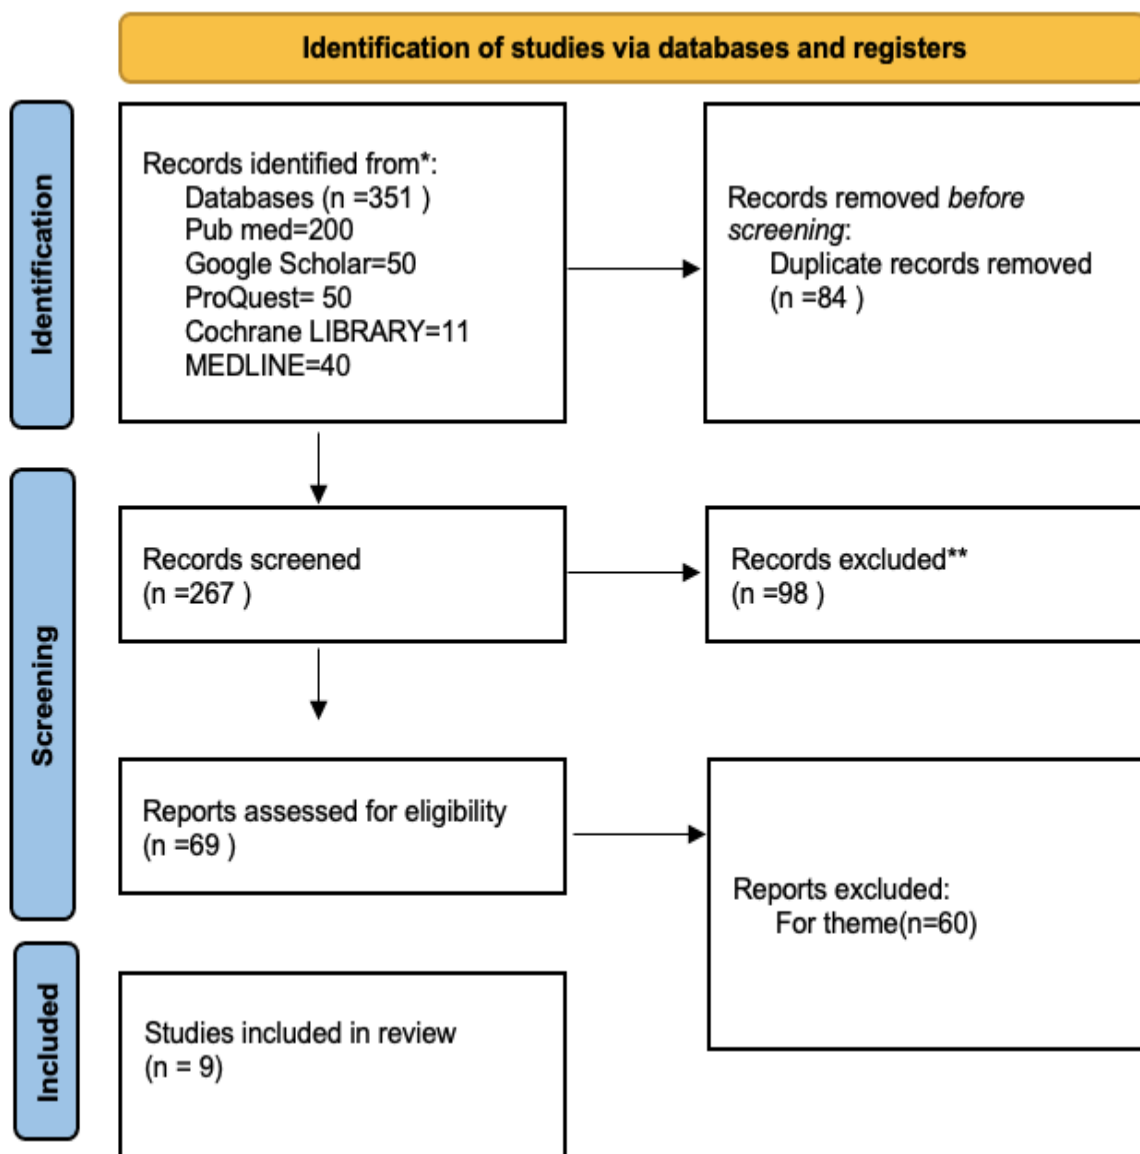 Identification of studies via databases and registers
Identification
Records identified from*:
Databases (n =351 )
Pub med=200
Google Scholar=50
ProQuest= 50
Cochrane LIBRARY=11
MEDLINE=40
Records removed before
screening:
Duplicate records removed
(n =84 )
Screening
Records screened
(n =267 )
Records excluded**
(n =98 )
Reports assessed for eligibility
(n =69 )
Reports excluded:
For theme(n=60)
Included
Studies included in review
(n = 9)